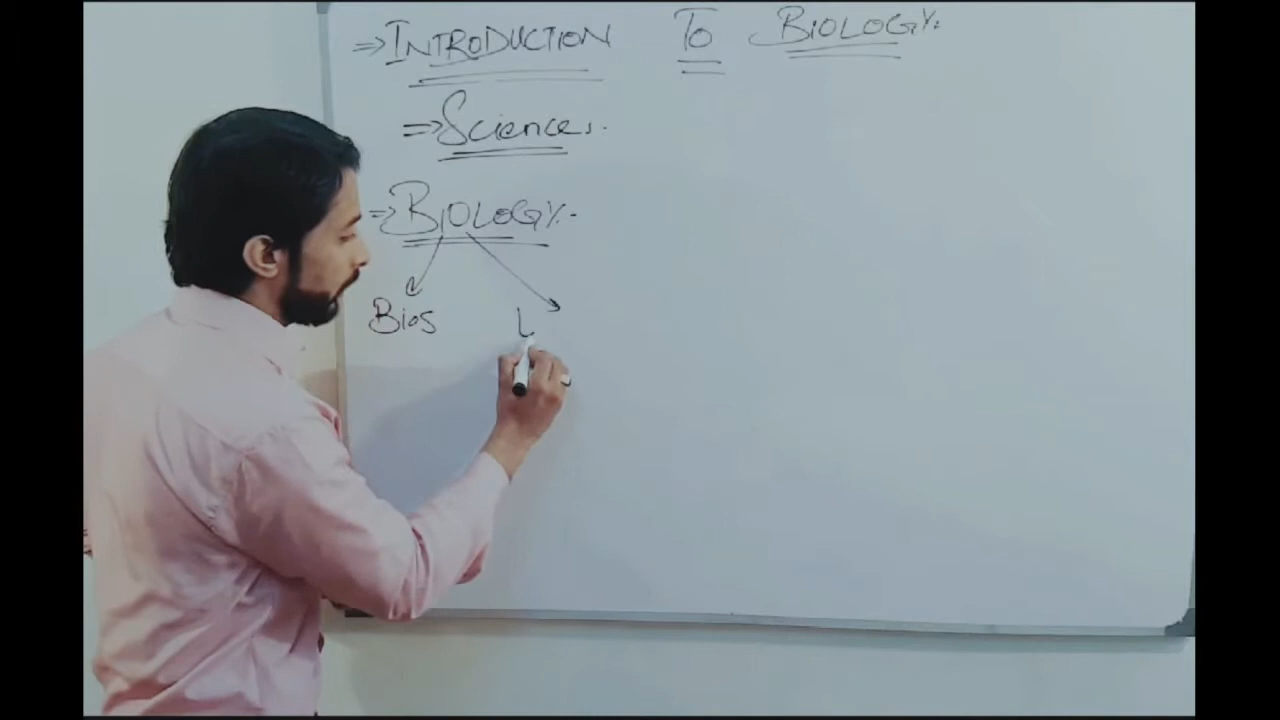 ⇒ INTRODUCTION TO BIOLOGY:
⇒ Science:
⇒ BIOLOGY:-
Bios L